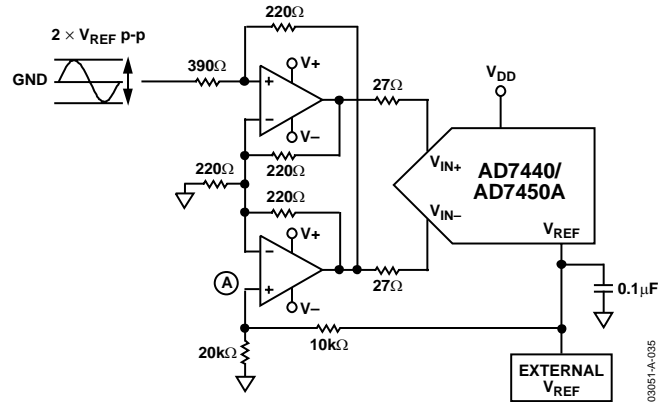 2 × VREF p-p
GND
390Ω
220Ω
V+
+
−
V−
27Ω
VDD
220Ω
220Ω
220Ω
VIN+
AD7440/
AD7450A
VIN−
VREF
−
V+
A
+
V−
27Ω
0.1μF
20kΩ
10kΩ
EXTERNAL
VREF
03051-A-035